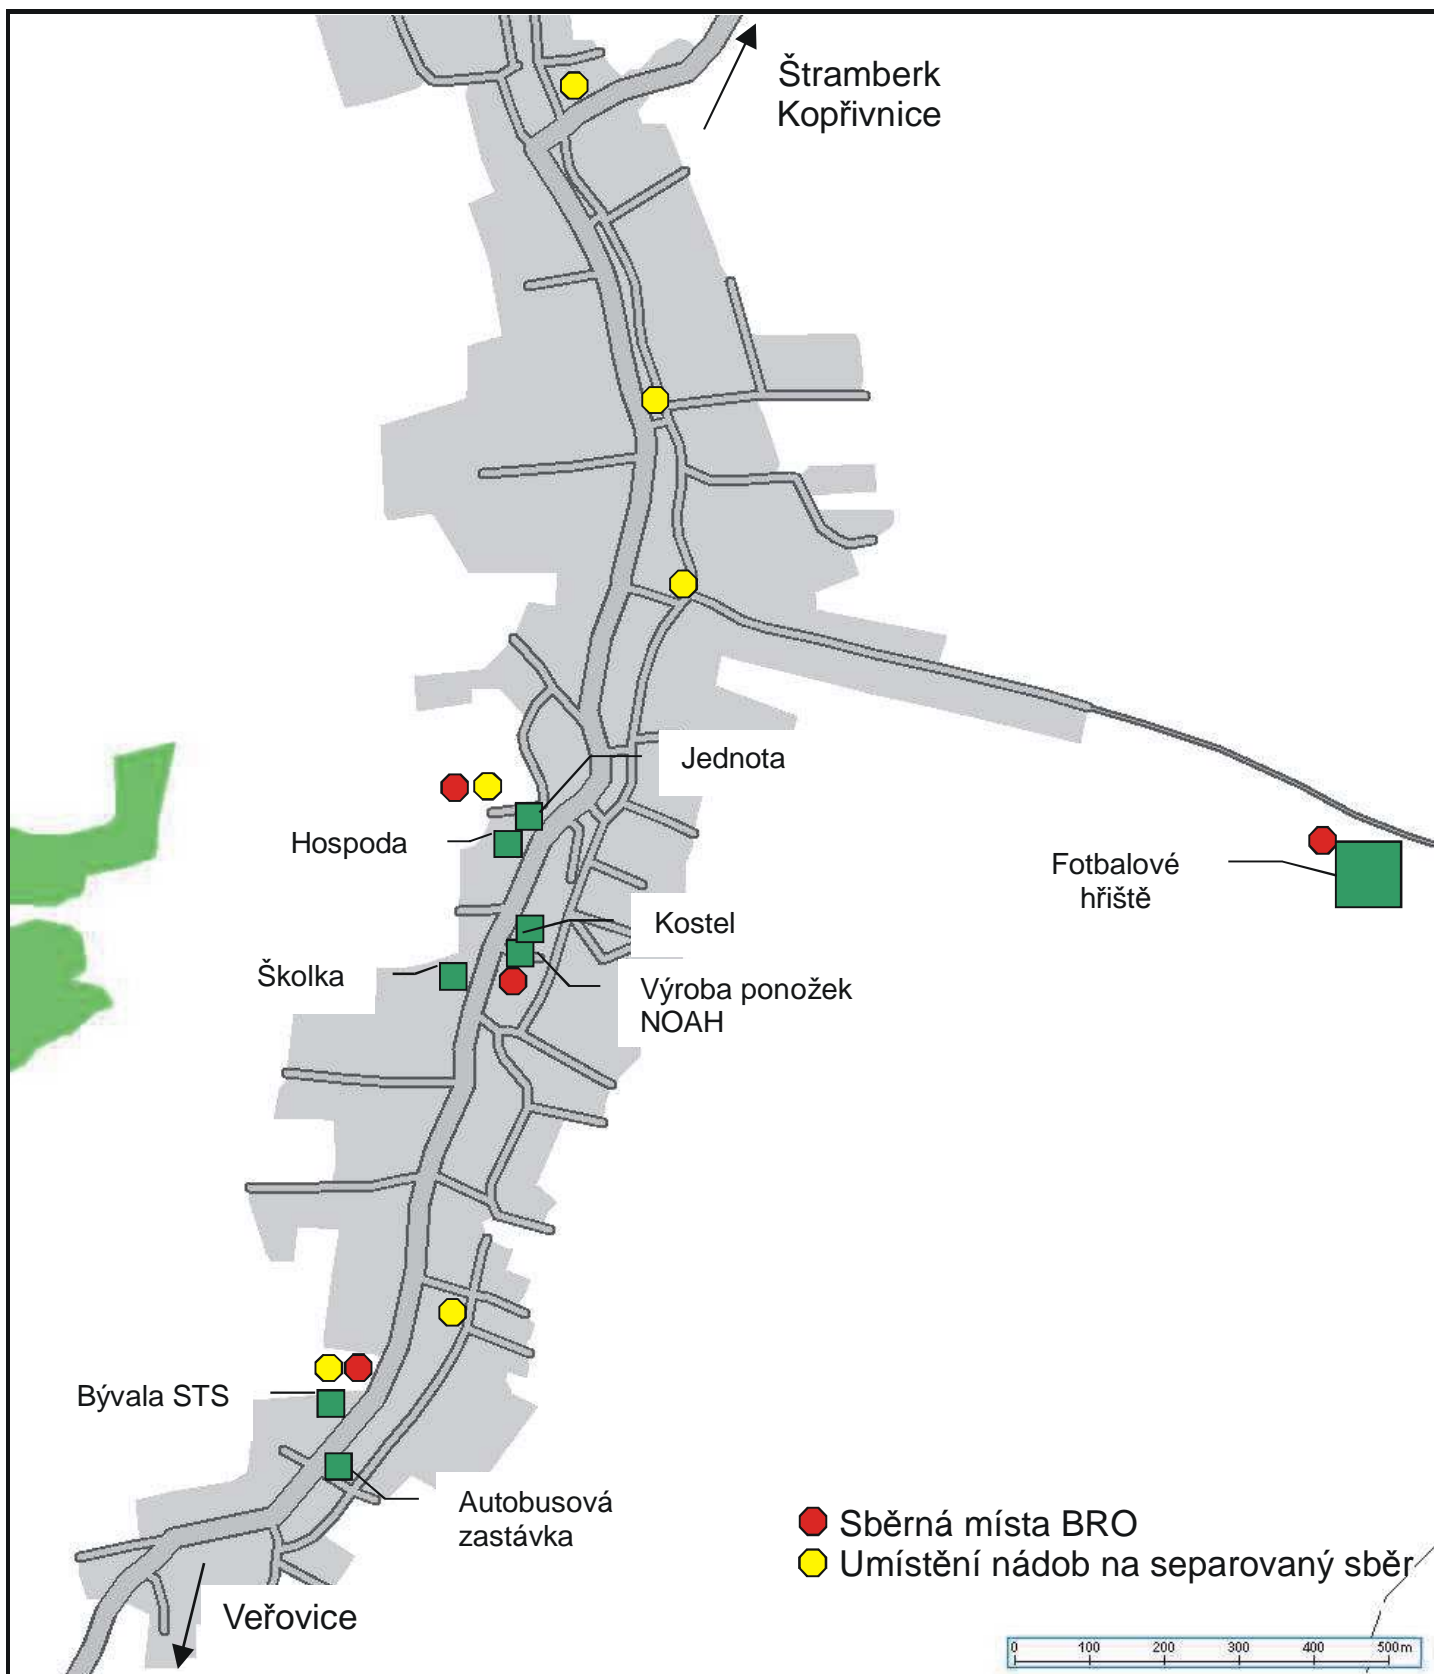 Štramberk
Kopřivnice
Jednota
Hospoda
Fotbalové
hřiště
Kostel
Školka
Výroba ponožek
NOAH
Bývala STS
Autobusová
zastávka
Sběrná místa BRO
Umístění nádob na separovaný sběr
Veřovice
0 100 200 300 400 500m